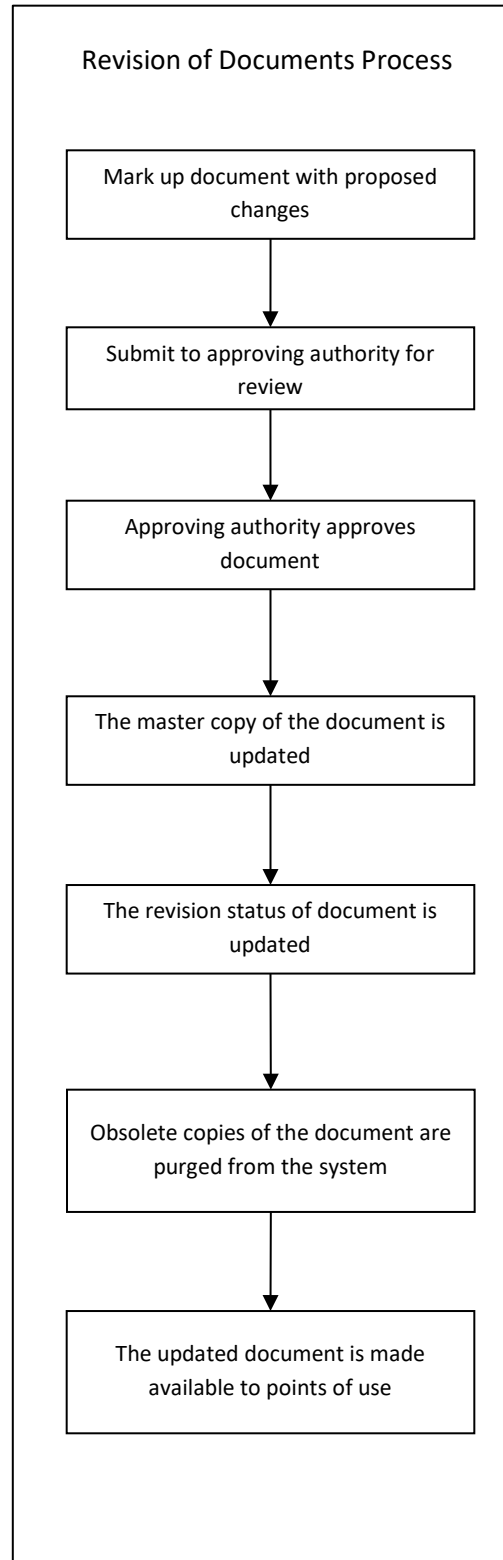 Revision of Documents Process
Mark up document with proposed
changes
Submit to approving authority for
review
Approving authority approves
document
The master copy of the document is
updated
The revision status of document is
updated
Obsolete copies of the document are
purged from the system
The updated document is made
available to points of use